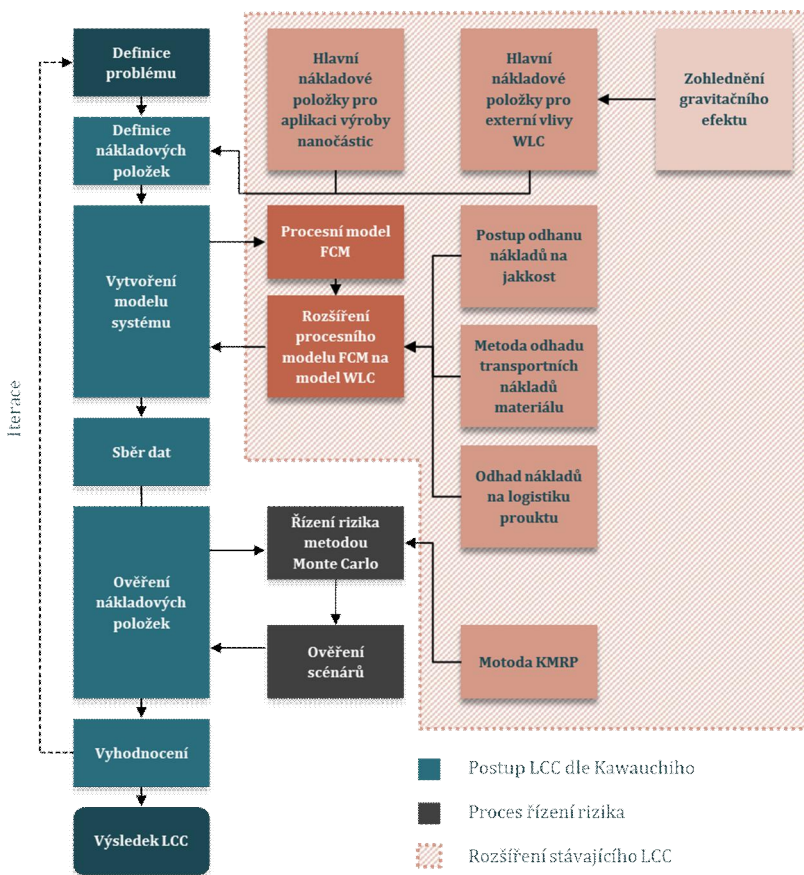 Definice
problému
Definice
nákladových
položek
Vytvoření
modelu
systému
Sběr dat
Ověření
nákladových
položek
Vyhodnocení
Výsledek LCC
Iterace
Hlavní
nákladové
položky pro
aplikaci výroby
nanočástic
Hlavní
nákladové
položky pro
externí vlivy
WLC
Zohlednění
gravitačního
efektu
Procesní model
FCM
Rozšíření
procesního
modelu FCM na
model WLC
Postup odhanu
nákladů na
jakkost
Metoda odhadu
transportních
nákladů
materiálu
Odhad nákladů
na logistiku
prouktu
Řízení rizika
metodou
Monte Carlo
Ověření
scénárů
Motoda KMRP
Postup LCC dle Kawauchiho
Proces řízení rizika
Rozšíření stávajícího LCC